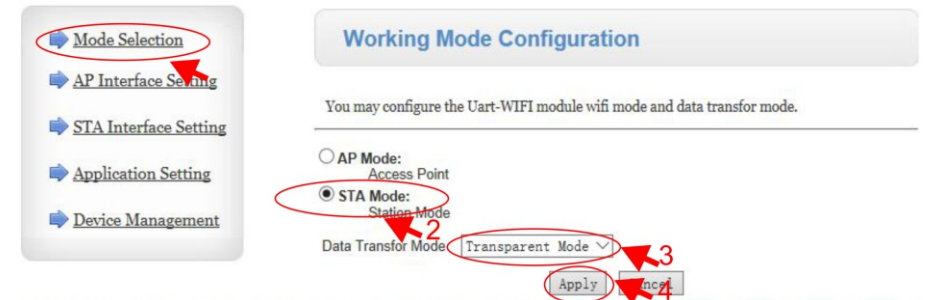 Mode Selection
AP Interface Setting
STA Interface Setting
Application Setting
Device Management
Working Mode Configuration
You may configure the Uart-WIFI module wifi mode and data transfor mode.
AP Mode:
Access Point
STA Mode:
Station Mode
2
Data Transfor Mode Transparent Mode
3
Apply Cancel
4